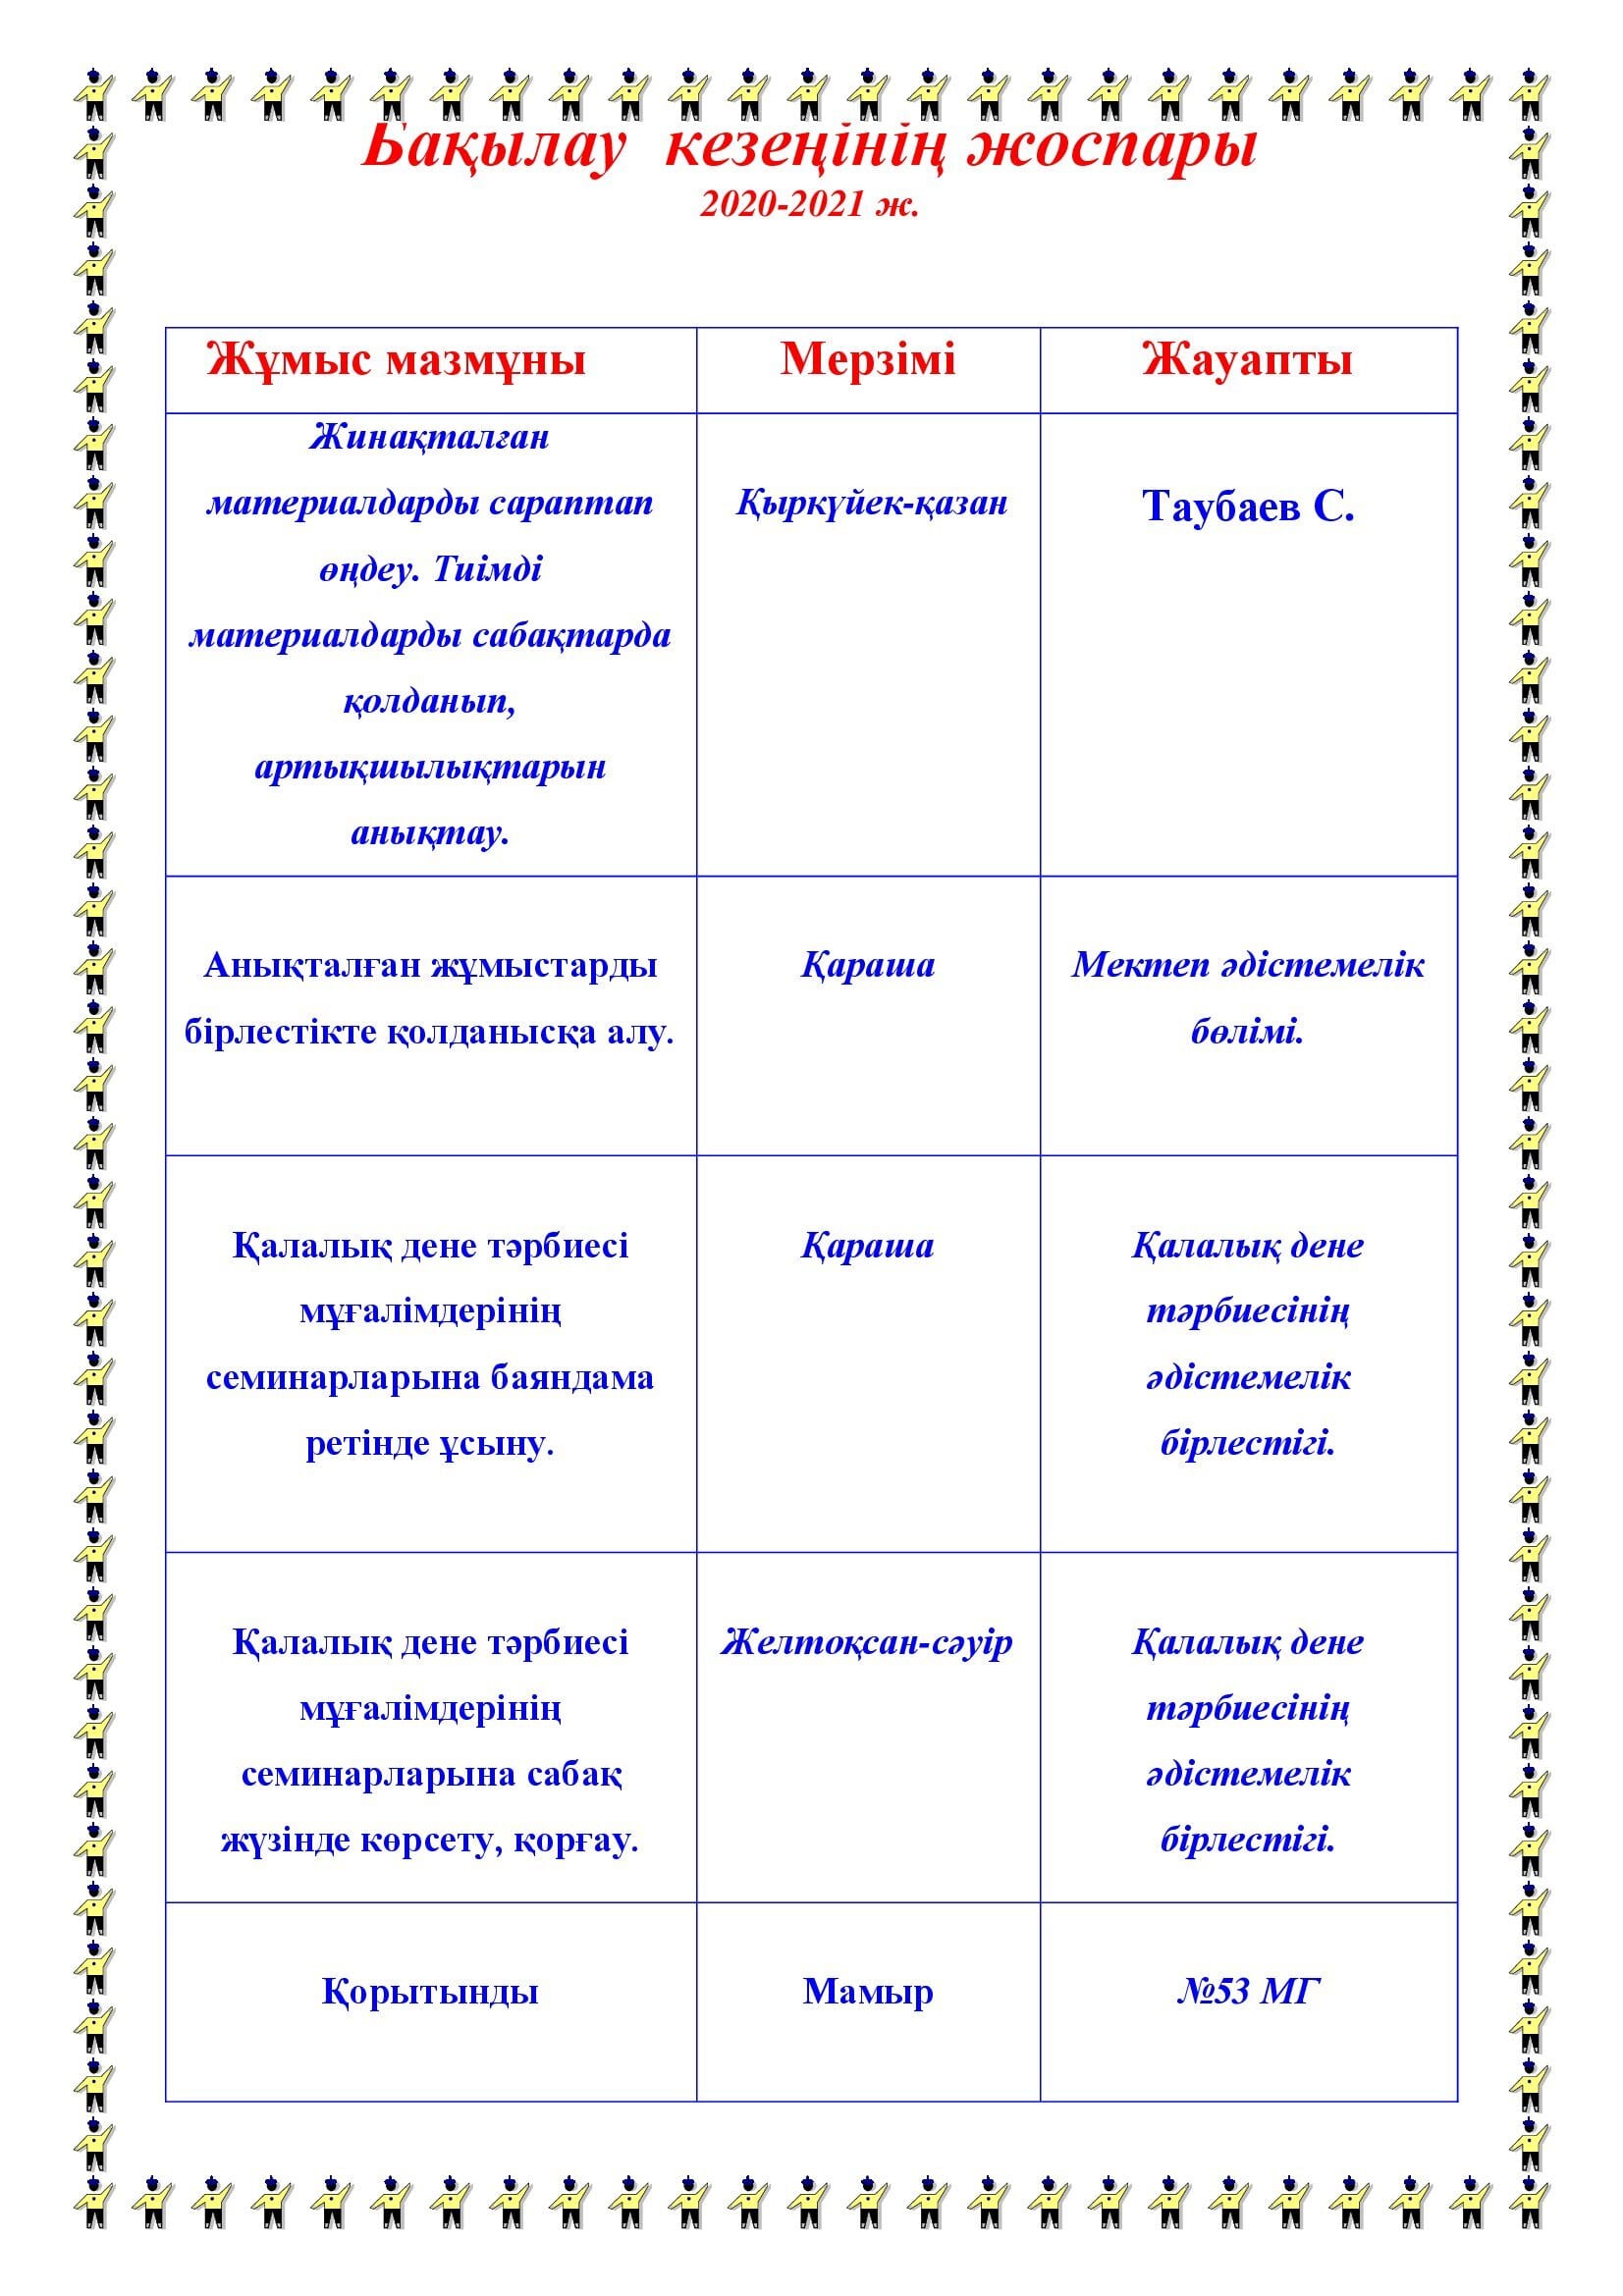 Бақылау кезеңінің жоспары
2020-2021 ж.
Жұмыс мазмұны Мерзімі Жауапты
Жинақталған
материалдарды сараптап
өңдеу. Тиімді
материалдарды сабақтарда
қолданып,
артықшылықтарын
анықтау.
Қыркүйек-қазан
Таубаев С.
Анықталған жұмыстарды
бірлестікте қолданысқа алу.
Қараша
Мектеп әдістемелік
бөлімі.
Қалалық дене тәрбиесі
мұғалімдерінің
семинарларына баяндама
ретінде ұсыну.
Қараша
Қалалық дене
тәрбиесінің
әдістемелік
бірлестігі.
Қалалық дене тәрбиесі
мұғалімдерінің
семинарларына сабақ
жүзінде көрсету, қорғау.
Желтоқсан-сәуір
Қалалық дене
тәрбиесінің
әдістемелік
бірлестігі.
Қорытынды
Мамыр
№53 МГ